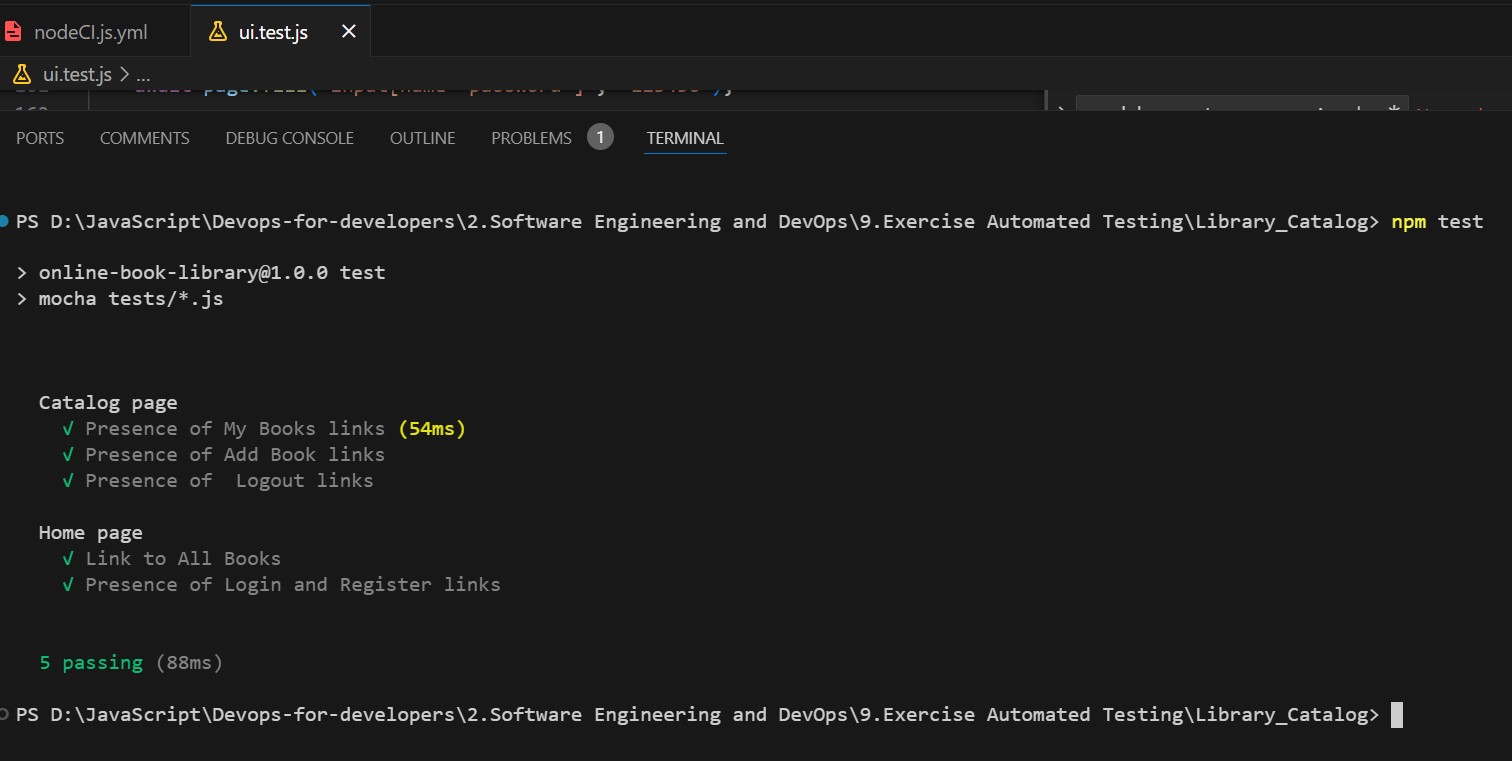 nodeCI.js.yml ui.test.js
ui.test.js > ...
PORTS COMMENTS DEBUG CONSOLE OUTLINE PROBLEMS 1 TERMINAL
PS D:\JavaScript\Devops-for-developers\2.Software Engineering and DevOps\9.Exercise Automated Testing\Library_Catalog> npm test
> online-book-library@1.0.0 test
> mocha tests/*.js
Catalog page
√ Presence of My Books links (54ms)
√ Presence of Add Book links
√ Presence of  Logout links
Home page
√ Link to All Books
√ Presence of Login and Register links
5 passing (88ms)
PS D:\JavaScript\Devops-for-developers\2.Software Engineering and DevOps\9.Exercise Automated Testing\Library_Catalog>